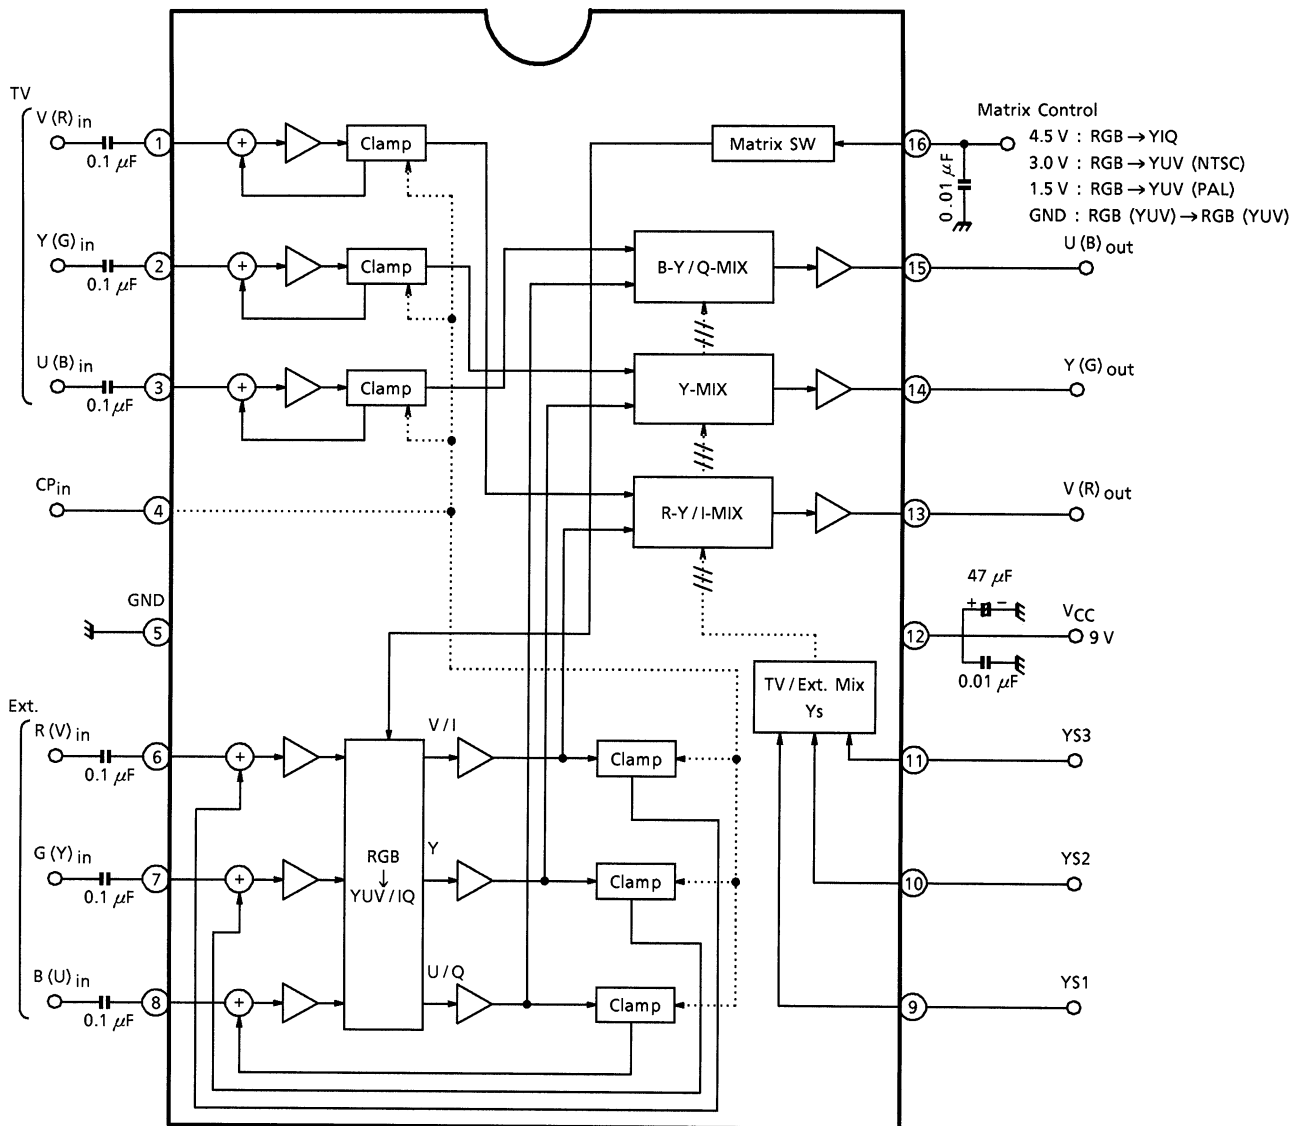 TV
V (R) in
0.1 μF
1
+
Clamp
Y (G) in
0.1 μF
2
+
Clamp
U (B) in
0.1 μF
3
+
Clamp
CP in
4
GND
5
Ext.
R (V) in
0.1 μF
6
+
G (Y) in
0.1 μF
7
+
B (U) in
0.1 μF
8
+
RGB
↓
YUV / IQ
V / I
Y
U / Q
Clamp
Clamp
Clamp
Matrix SW
B-Y / Q-MIX
Y-MIX
R-Y / I-MIX
TV / Ext. Mix
Ys
16
0.01 μF
Matrix Control
4.5 V : RGB → YIQ
3.0 V : RGB → YUV (NTSC)
1.5 V : RGB → YUV (PAL)
GND : RGB (YUV) → RGB (YUV)
15
U (B) out
14
Y (G) out
13
V (R) out
47 μF
+ −
12
VCC
9 V
0.01 μF
11
YS3
10
YS2
9
YS1